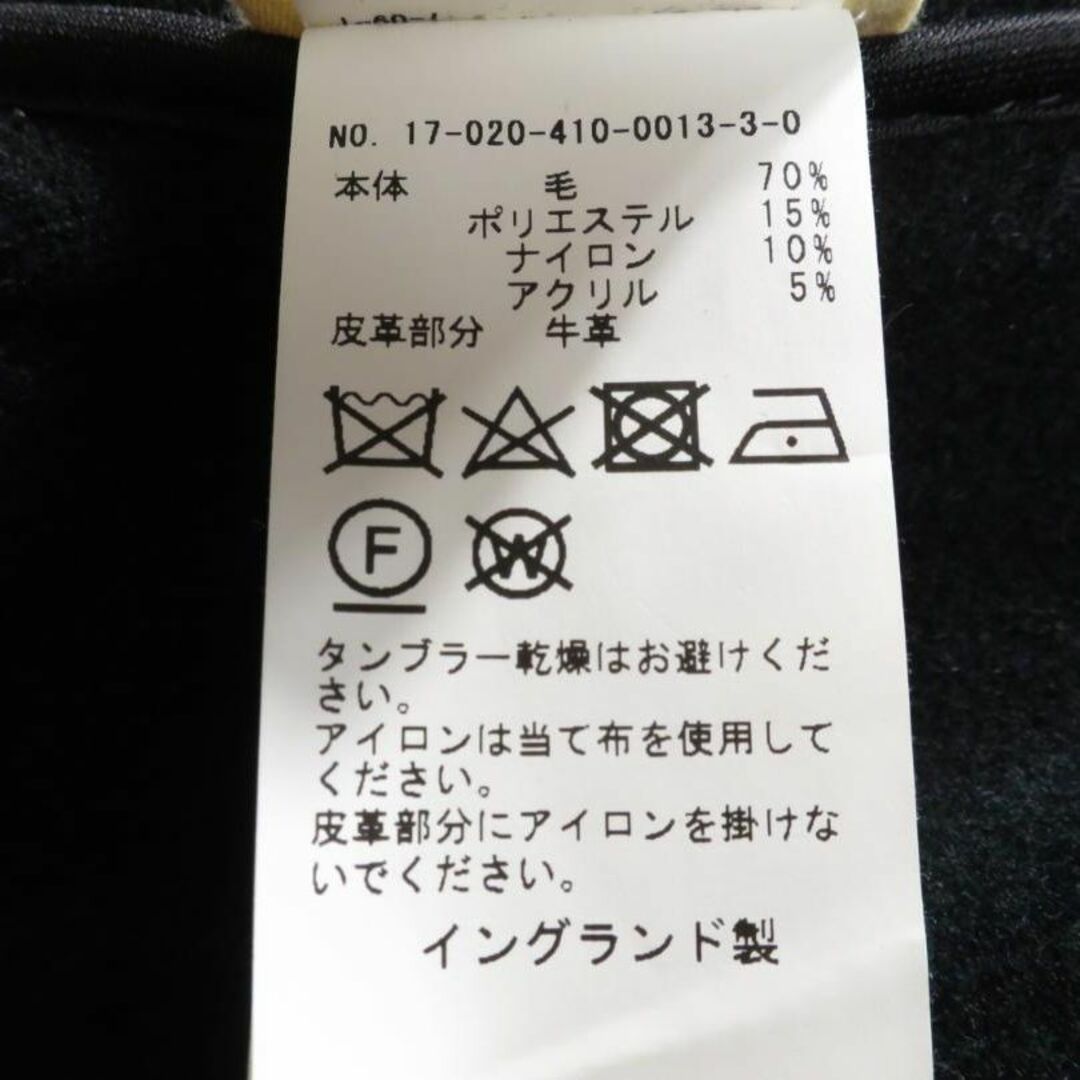 NO. 17-020-410-0013-3-0
本体 毛 70%
ポリエステル 15%
ナイロン 10%
アクリル 5%
皮革部分 牛革
F W
タンブラー乾燥はお避けくだ
さい。
アイロンは当て布を使用して
ください。
皮革部分にアイロンを掛けな
いでください。
イングランド製